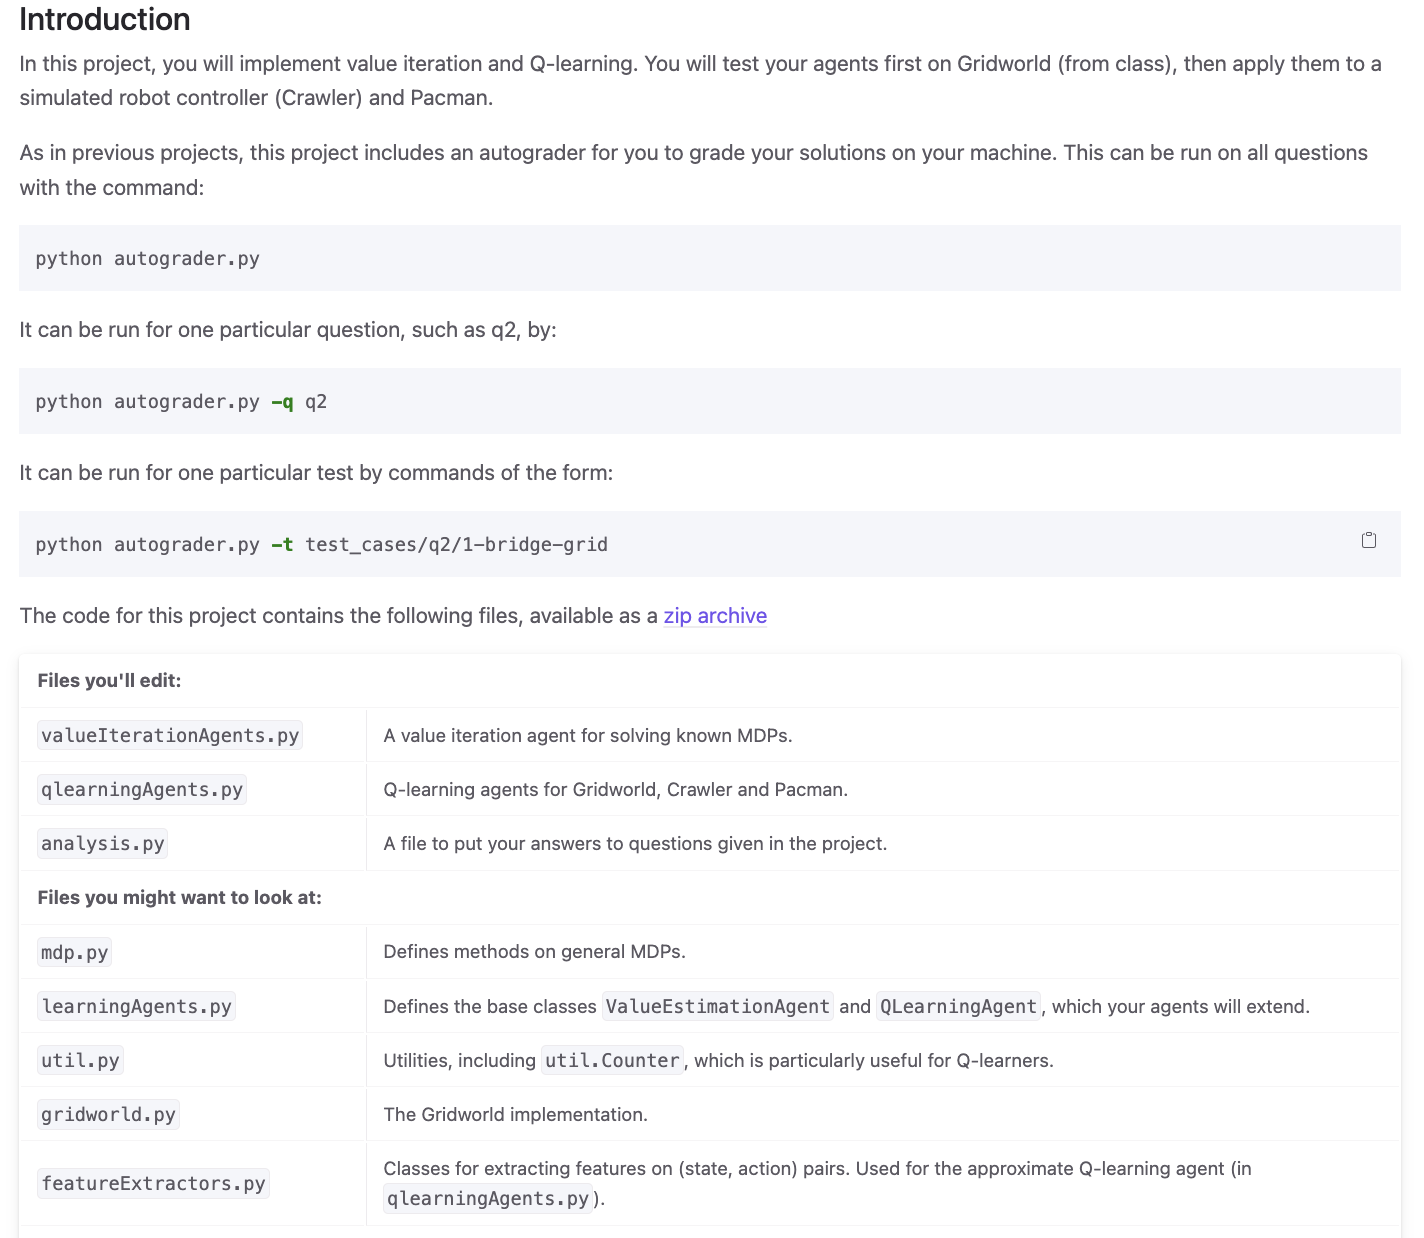 Introduction
In this project, you will implement value iteration and Q-learning. You will test your agents first on Gridworld (from class), then apply them to a
simulated robot controller (Crawler) and Pacman.
As in previous projects, this project includes an autograder for you to grade your solutions on your machine. This can be run on all questions
with the command:
python autograder.py
It can be run for one particular question, such as q2, by:
python autograder.py -q q2
It can be run for one particular test by commands of the form:
python autograder.py -t test_cases/q2/1-bridge-grid
The code for this project contains the following files, available as a zip archive
Files you'll edit:
valueIterationAgents.py A value iteration agent for solving known MDPs.
qlearningAgents.py Q-learning agents for Gridworld, Crawler and Pacman.
analysis.py A file to put your answers to questions given in the project.
Files you might want to look at:
mdp.py Defines methods on general MDPs.
learningAgents.py Defines the base classes ValueEstimationAgent and QLearningAgent, which your agents will extend.
util.py Utilities, including util.Counter, which is particularly useful for Q-learners.
gridworld.py The Gridworld implementation.
featureExtractors.py Classes for extracting features on (state, action) pairs. Used for the approximate Q-learning agent (in
qlearningAgents.py).